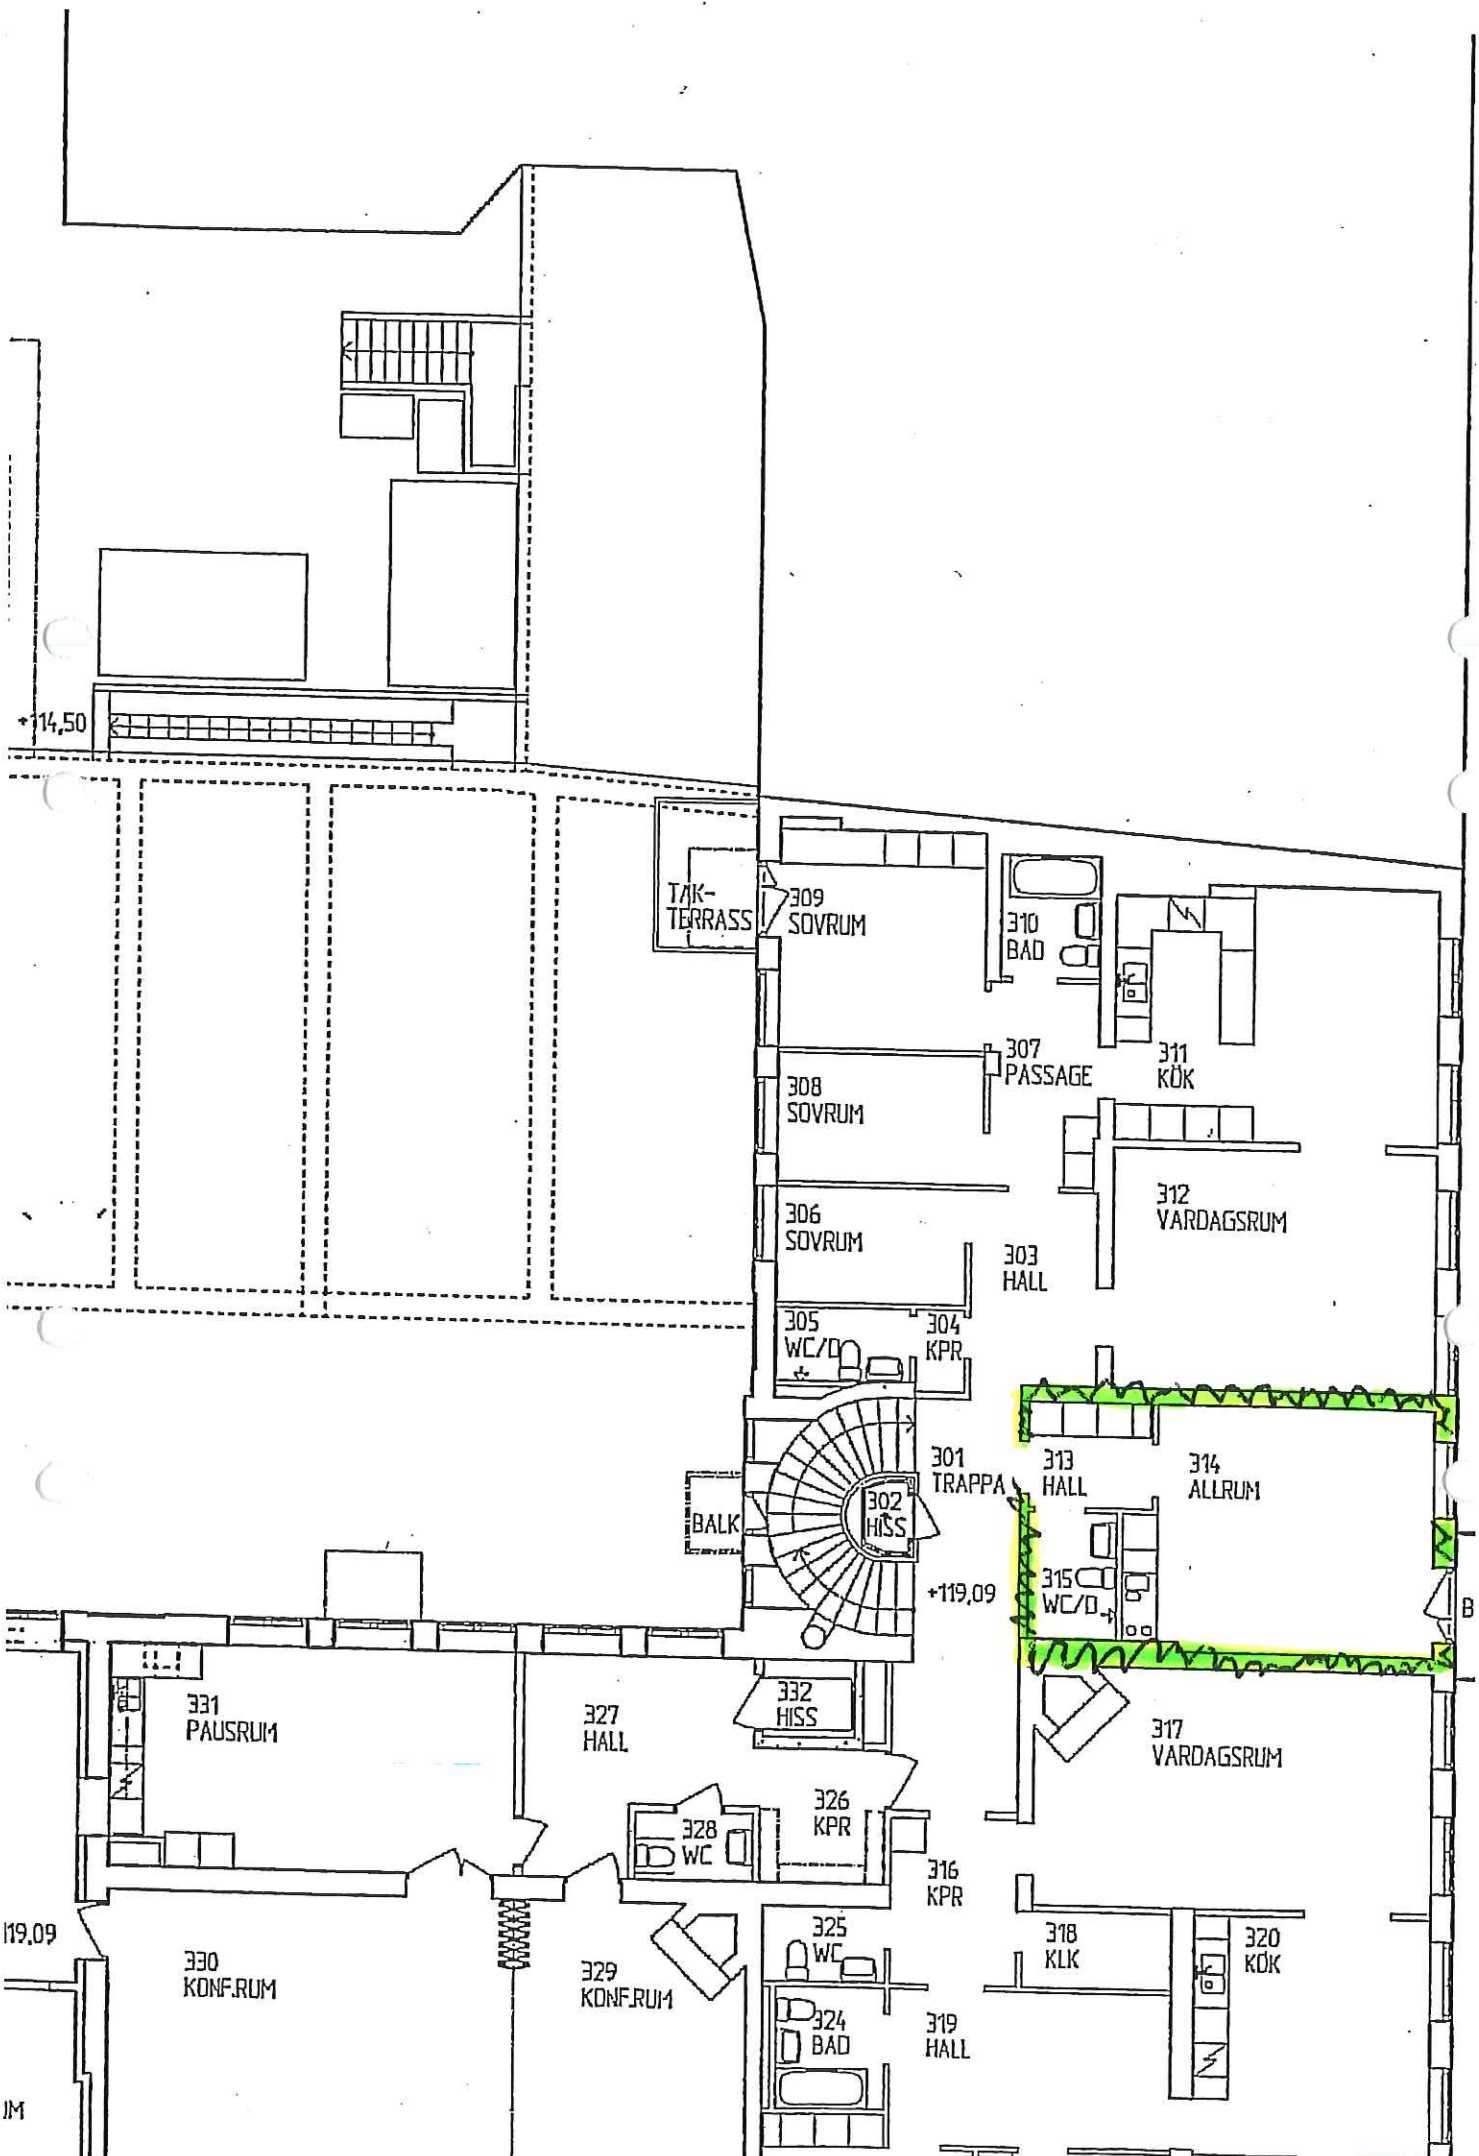 +114,50
TAK-
TERRASS
309
SOVRUM
310
BAD
307
PASSAGE
311
KÖK
308
SOVRUM
312
VARDAGSRUM
306
SOVRUM
303
HALL
305
WC/D
304
KPR
301
TRAPPA
313
HALL
314
ALLRUM
302
HISS
BALK
+119,09
315
WC/D
B
331
PAUSRUM
327
HALL
332
HISS
317
VARDAGSRUM
326
KPR
328
WC
316
KPR
119,09
325
WC
318
KLK
320
KÖK
330
KONF.RUM
329
KONF.RUM
324
BAD
319
HALL